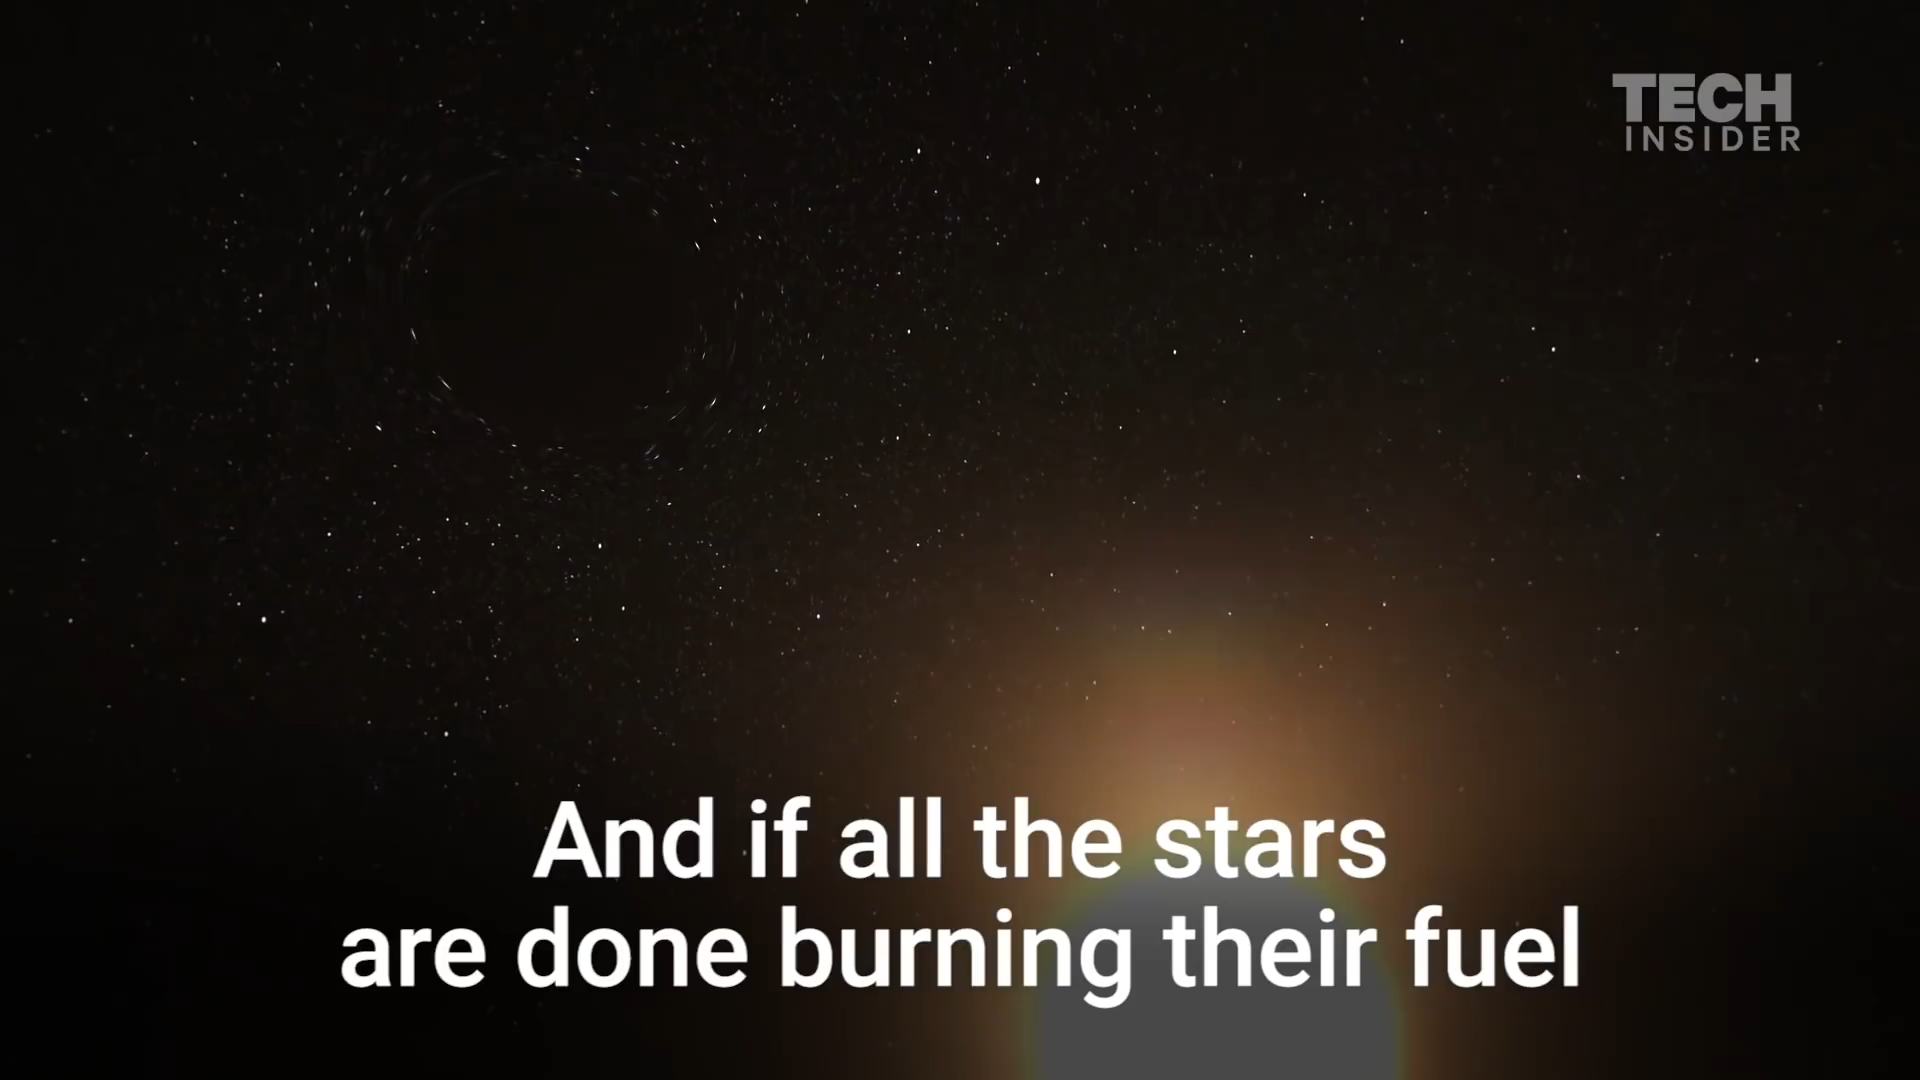 TECH
INSIDER
And if all the stars
are done burning their fuel